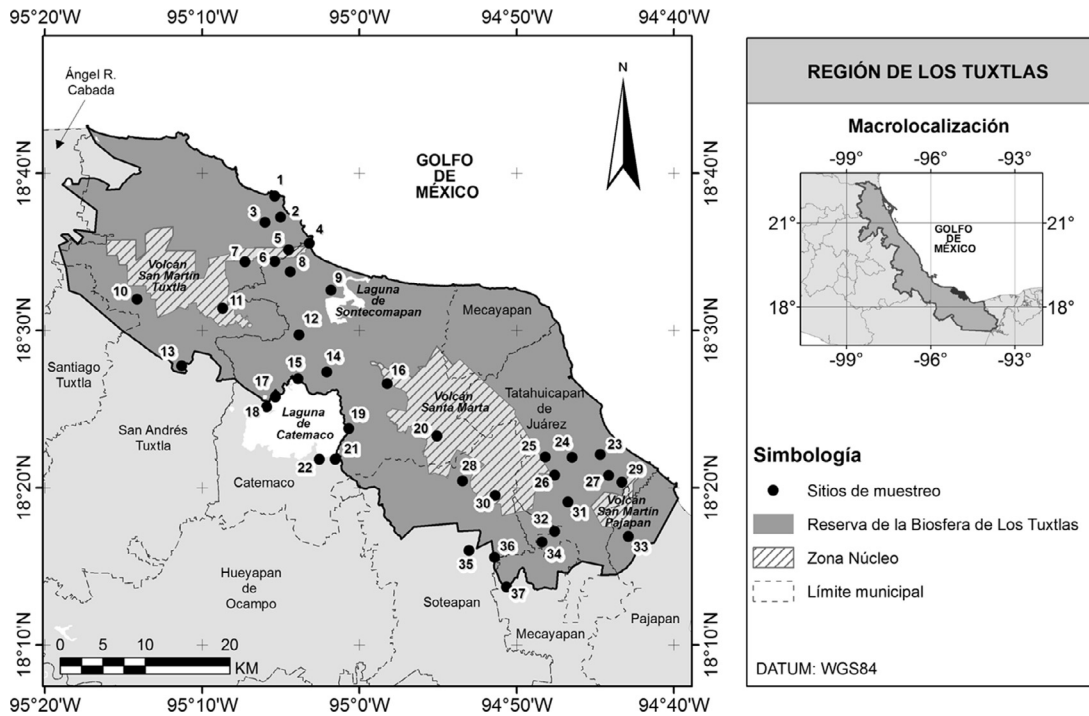 95°20'W 95°10'W 95°0'W 94°50'W 94°40'W
Ángel R.
Cabada
N
GOLFO
DE
MÉXICO
18°40'N
18°40'N
1
2
3
4
5
6
7
8
9
Volcán
San Martín
Tuxtla
10
11
Laguna
de
Sontecomapan
Mecayapan
12
18°30'N
18°30'N
13
14
15
16
Santiago
Tuxtla
17
18
Volcán
Santa Marta
Tatahuicapan
de
Juárez
San Andrés
Tuxtla
Laguna
de
Catemaco
19
20
21
22
Catemaco
23
24
25
26
27
28
29
18°20'N
18°20'N
30
31
Volcán
San Martín
Pajapan
32
33
34
35
36
37
Hueyapan
de
Ocampo
Soteapan
Mecayapan
Pajapan
18°10'N
18°10'N
0 5 10 20
KM
95°20'W 95°10'W 95°0'W 94°50'W 94°40'W
REGIÓN DE LOS TUXTLAS
Macrolocalización
-99° -96° -93°
21°
21°
GOLFO
DE
MÉXICO
18°
18°
-99° -96° -93°
Simbología
Sitios de muestreo
Reserva de la Biosfera de Los Tuxtlas
Zona Núcleo
Límite municipal
DATUM: WGS84